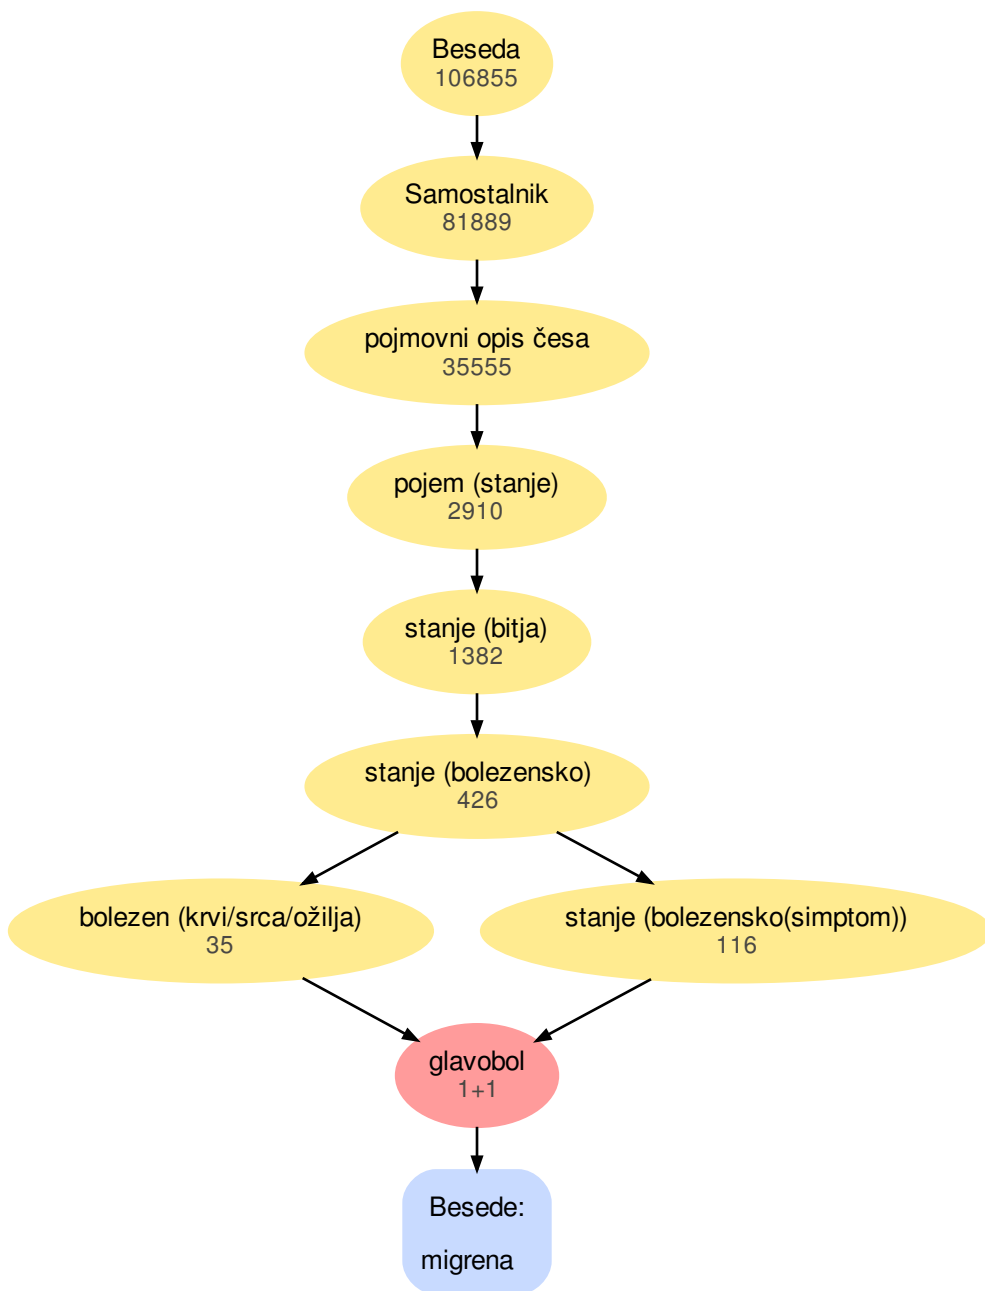 Beseda
106855
Samostalnik
81889
pojmovni opis česa
35555
pojem (stanje)
2910
stanje (bitja)
1382
stanje (bolezensko)
426
bolezen (krvi/srca/ožilja)
35
stanje (bolezensko(simptom))
116
glavobol
1+1
Besede:
migrena